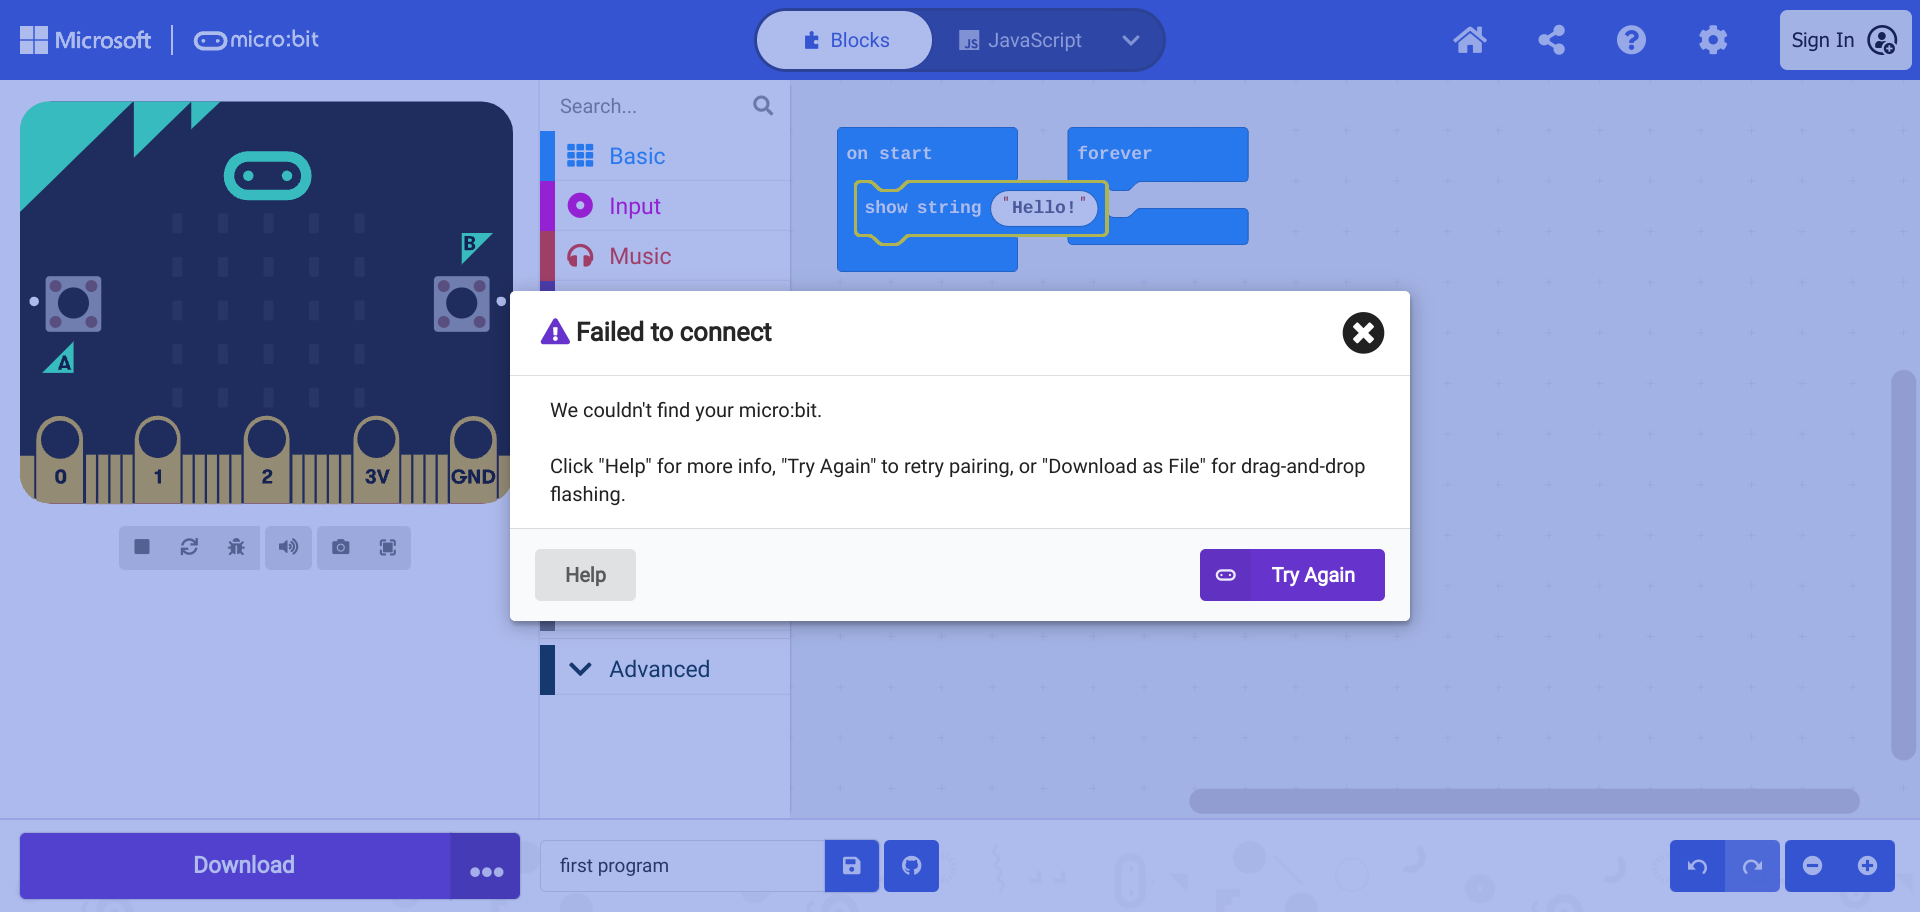 Microsoft | micro:bit
Blocks
JavaScript
Sign In
Search...
Basic
Input
Music
Advanced
on start
show string "Hello!"
forever
B
A
0 1 2 3V GND
Failed to connect
We couldn't find your micro:bit.
Click "Help" for more info, "Try Again" to retry pairing, or "Download as File" for drag-and-drop
flashing.
Help
Try Again
Download
first program